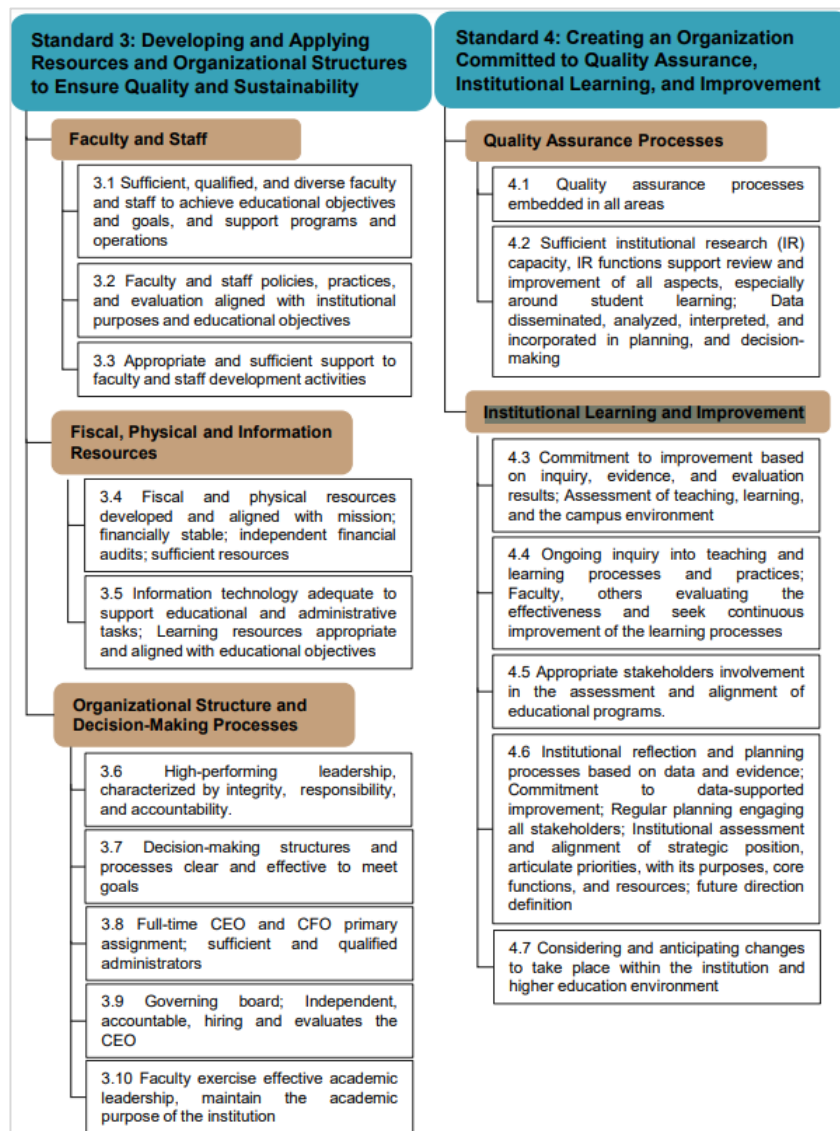 Standard 3: Developing and Applying
Resources and Organizational Structures
to Ensure Quality and Sustainability
Faculty and Staff
3.1 Sufficient, qualified, and diverse faculty
and staff to achieve educational objectives
and goals, and support programs and
operations
3.2 Faculty and staff policies, practices,
and evaluation aligned with institutional
purposes and educational objectives
3.3 Appropriate and sufficient support to
faculty and staff development activities
Fiscal, Physical and Information
Resources
3.4 Fiscal and physical resources
developed and aligned with mission;
financially stable; independent financial
audits; sufficient resources
3.5 Information technology adequate to
support educational and administrative
tasks; Learning resources appropriate
and aligned with educational objectives
Organizational Structure and
Decision-Making Processes
3.6 High-performing leadership,
characterized by integrity, responsibility,
and accountability.
3.7 Decision-making structures and
processes clear and effective to meet
goals
3.8 Full-time CEO and CFO primary
assignment; sufficient and qualified
administrators
3.9 Governing board; Independent,
accountable, hiring and evaluates the
CEO
3.10 Faculty exercise effective academic
leadership, maintain the academic
purpose of the institution
Standard 4: Creating an Organization
Committed to Quality Assurance,
Institutional Learning, and Improvement
Quality Assurance Processes
4.1 Quality assurance processes
embedded in all areas
4.2 Sufficient institutional research (IR)
capacity, IR functions support review and
improvement of all aspects, especially
around student learning; Data
disseminated, analyzed, interpreted, and
incorporated in planning, and decision-
making
Institutional Learning and Improvement
4.3 Commitment to improvement based
on inquiry, evidence, and evaluation
results; Assessment of teaching, learning,
and the campus environment
4.4 Ongoing inquiry into teaching and
learning processes and practices;
Faculty, others evaluating the
effectiveness and seek continuous
improvement of the learning processes
4.5 Appropriate stakeholders involvement
in the assessment and alignment of
educational programs.
4.6 Institutional reflection and planning
processes based on data and evidence;
Commitment to data-supported
improvement; Regular planning engaging
all stakeholders; Institutional assessment
and alignment of strategic position,
articulate priorities, with its purposes, core
functions, and resources; future direction
definition
4.7 Considering and anticipating changes
to take place within the institution and
higher education environment